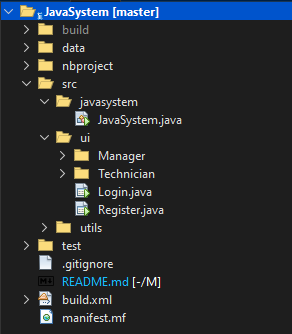 JavaSystem [master]
build
data
nbproject
src
javasystem
JavaSystem.java
ui
Manager
Technician
Login.java
Register.java
utils
test
.gitignore
README.md [-/M]
build.xml
manifest.mf